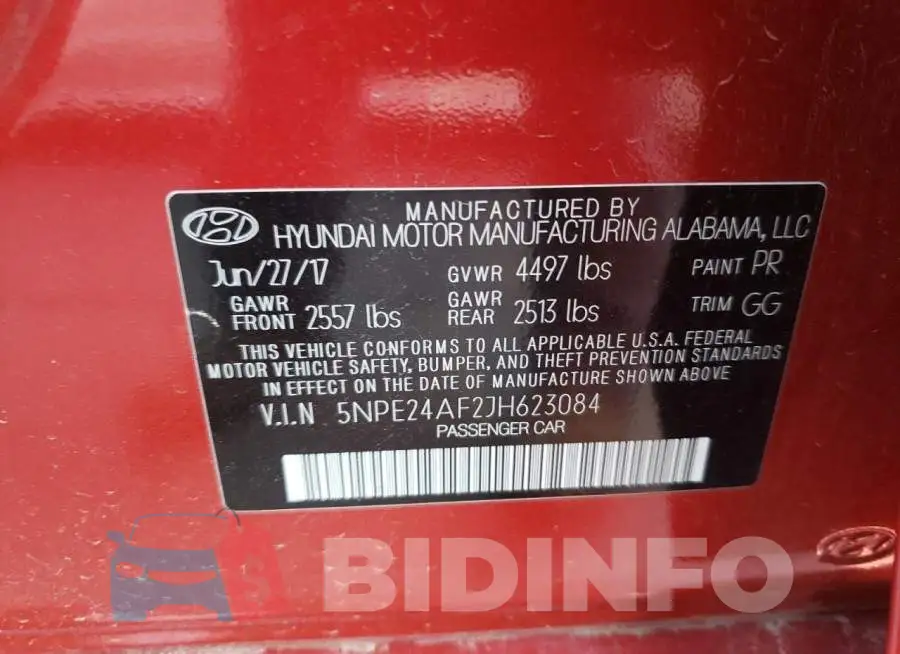 MANUFACTURED BY
HYUNDAI MOTOR MANUFACTURING ALABAMA, LLC
Jun/27/17 GVWR 4497 lbs PAINT PR
GAWR FRONT 2557 lbs GAWR REAR 2513 lbs TRIM GG
THIS VEHICLE CONFORMS TO ALL APPLICABLE U.S.A. FEDERAL
MOTOR VEHICLE SAFETY, BUMPER, AND THEFT PREVENTION STANDARDS
IN EFFECT ON THE DATE OF MANUFACTURE SHOWN ABOVE
V.I.N 5NPE24AF2JH623084
PASSENGER CAR
BIDINFO